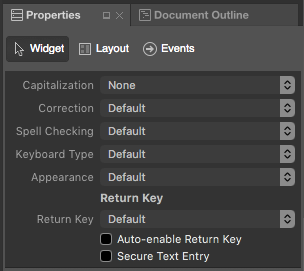 Properties
Document Outline
Widget Layout Events
Capitalization None
Correction Default
Spell Checking Default
Keyboard Type Default
Appearance Default
Return Key
Return Key Default
Auto-enable Return Key
Secure Text Entry